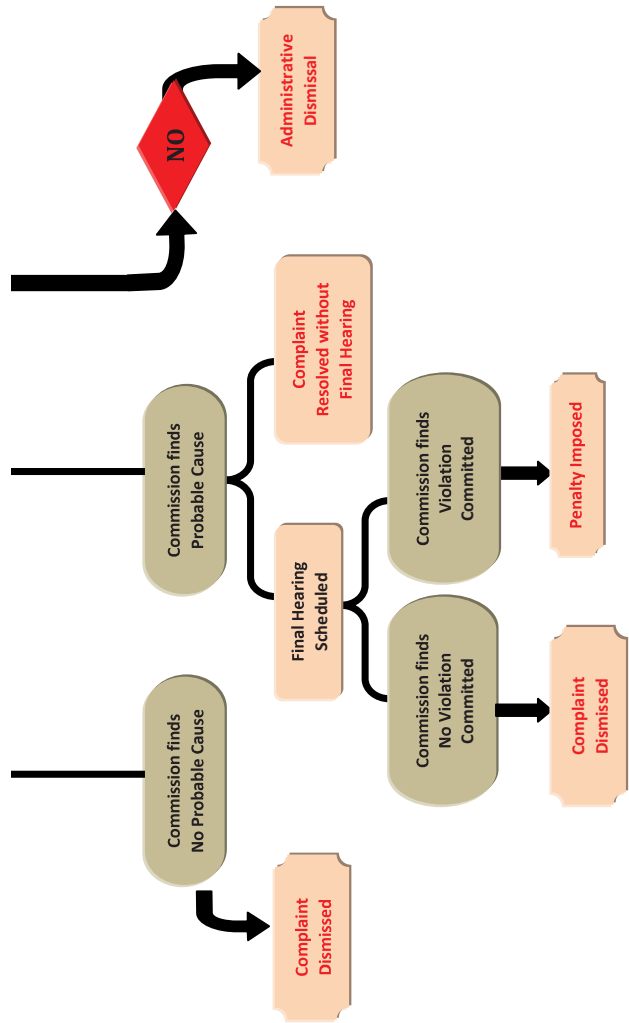 NO
Administrative
Dismissal
Commission finds
Probable Cause
Complaint
Resolved without
Final Hearing
Final Hearing
Scheduled
Commission finds
Violation
Committed
Penalty Imposed
Commission finds
No Violation
Committed
Complaint
Dismissed
Commission finds
No Probable Cause
Complaint
Dismissed